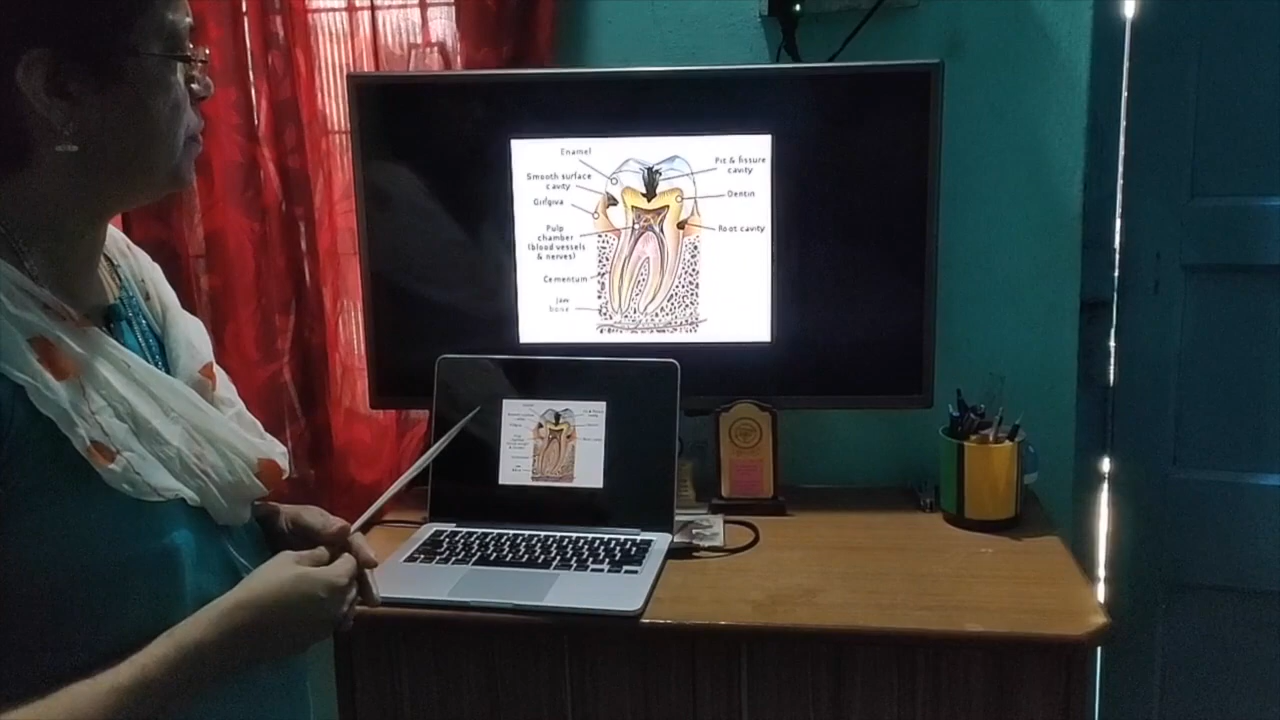 Enamel
Smooth surface
cavity
Gingiva
Pulp
chamber
(blood vessels
& nerves)
Cementum
Jaw
bone
Pit & fissure
cavity
Dentin
Root cavity